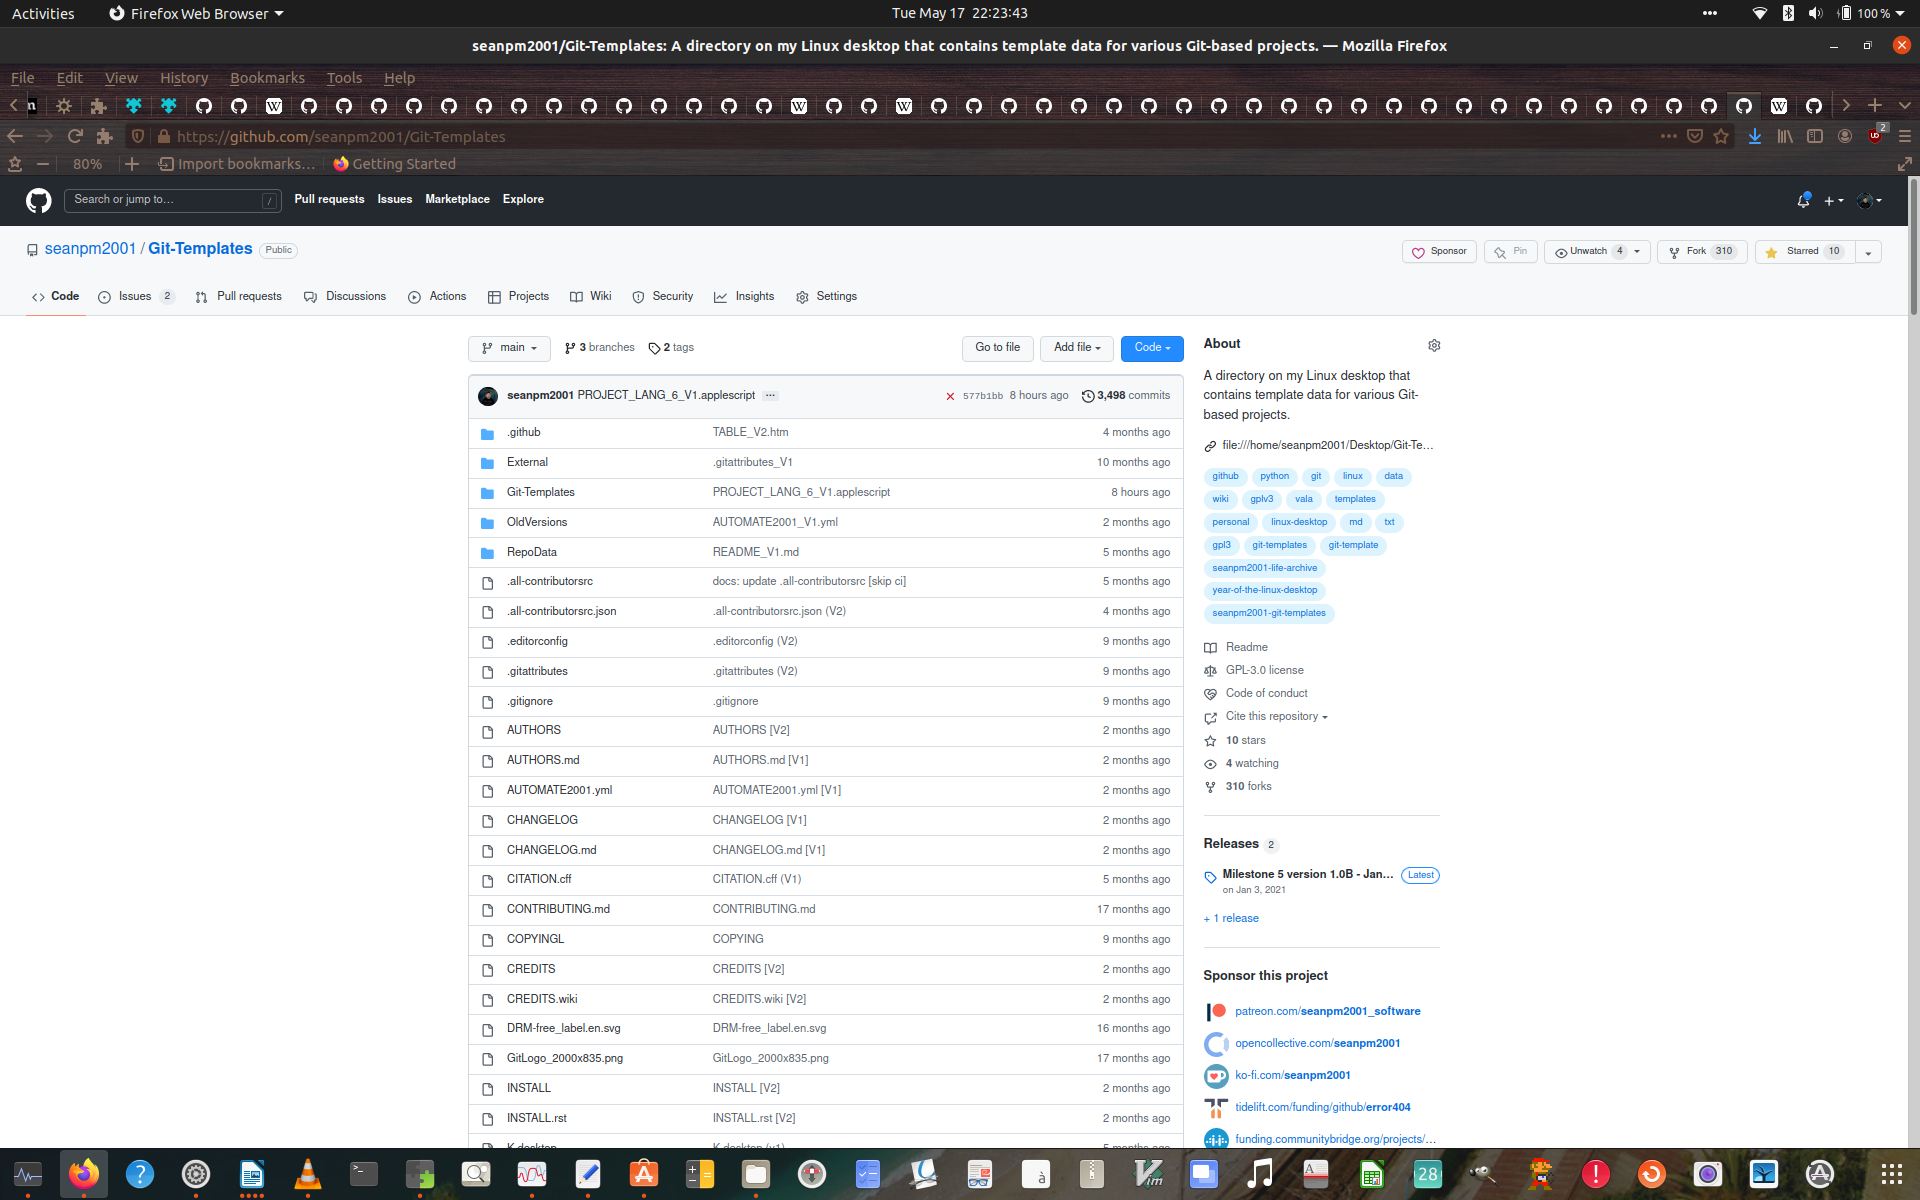 Activities Firefox Web Browser Tue May 17 22:23:43 100 %
seanpm2001/Git-Templates: A directory on my Linux desktop that contains template data for various Git-based projects. — Mozilla Firefox
File Edit View History Bookmarks Tools Help
https://github.com/seanpm2001/Git-Templates 2
80% Import bookmarks... Getting Started
Search or jump to... / Pull requests Issues Marketplace Explore
seanpm2001 / Git-Templates Public Sponsor Pin Unwatch 4 Fork 310 Starred 10
Code Issues 2 Pull requests Discussions Actions Projects Wiki Security Insights Settings
main 3 branches 2 tags Go to file Add file Code
seanpm2001 PROJECT_LANG_6_V1.applescript ... 577b1bb 8 hours ago 3,498 commits
.github TABLE_V2.htm 4 months ago
External .gitattributes_V1 10 months ago
Git-Templates PROJECT_LANG_6_V1.applescript 8 hours ago
OldVersions AUTOMATE2001_V1.yml 2 months ago
RepoData README_V1.md 5 months ago
.all-contributorsrc docs: update .all-contributorsrc [skip ci] 5 months ago
.all-contributorsrc.json .all-contributorsrc.json (V2) 4 months ago
.editorconfig .editorconfig (V2) 9 months ago
.gitattributes .gitattributes (V2) 9 months ago
.gitignore .gitignore 9 months ago
AUTHORS AUTHORS [V2] 2 months ago
AUTHORS.md AUTHORS.md [V1] 2 months ago
AUTOMATE2001.yml AUTOMATE2001.yml [V1] 2 months ago
CHANGELOG CHANGELOG [V1] 2 months ago
CHANGELOG.md CHANGELOG.md [V1] 2 months ago
CITATION.cff CITATION.cff (V1) 5 months ago
CONTRIBUTING.md CONTRIBUTING.md 17 months ago
COPYINGL COPYING 9 months ago
CREDITS CREDITS [V2] 2 months ago
CREDITS.wiki CREDITS.wiki [V2] 2 months ago
DRM-free_label.en.svg DRM-free_label.en.svg 16 months ago
GitLogo_2000x835.png GitLogo_2000x835.png 17 months ago
INSTALL INSTALL [V2] 2 months ago
INSTALL.rst INSTALL.rst [V2] 2 months ago
About
A directory on my Linux desktop that
contains template data for various Git-
based projects.
file:///home/seanpm2001/Desktop/Git-Te...
github python git linux data
wiki gplv3 vala templates
personal linux-desktop md txt
gpl3 git-templates git-template
seanpm2001-life-archive
year-of-the-linux-desktop
seanpm2001-git-templates
Readme
GPL-3.0 license
Code of conduct
Cite this repository
10 stars
4 watching
310 forks
Releases 2
Milestone 5 version 1.0B - Jan... Latest
on Jan 3, 2021
+ 1 release
Sponsor this project
patreon.com/seanpm2001_software
opencollective.com/seanpm2001
ko-fi.com/seanpm2001
tidelift.com/funding/github/error404
funding.communitybridge.org/projects/...
28